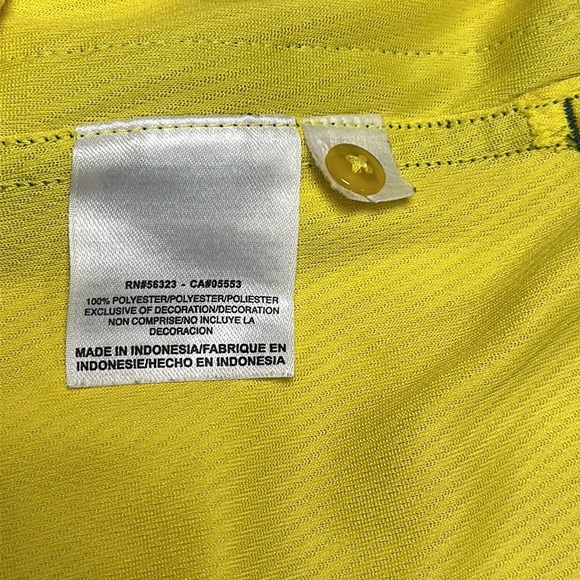 RN#56323 - CA#05553
100% POLYESTER/POLYESTER/POLIESTER
EXCLUSIVE OF DECORATION/DECORATION
NON COMPRISE/NO INCLUYE LA
DECORACION
MADE IN INDONESIA/FABRIQUE EN
INDONESIE/HECHO EN INDONESIA